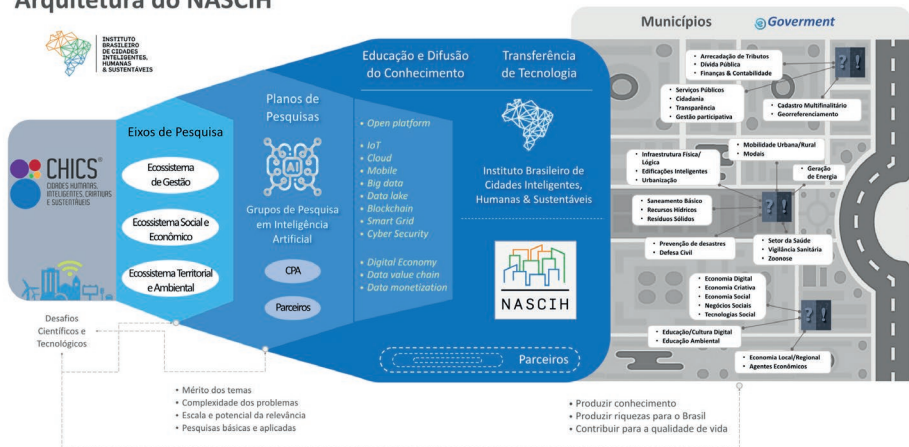 Arquitetura do NASCIH
INSTITUTO
BRASILEIRO
DE CIDADES
INTELIGENTES,
HUMANAS
& SUSTENTÁVEIS
CHICS®
CIDADES HUMANAS,
INTELIGENTES, CRIATIVAS
E SUSTENTÁVEIS
Desafios
Científicos e
Tecnológicos
Eixos de Pesquisa
Ecossistema
de Gestão
Ecossistema Social e
Econômico
Ecossistema Territorial
e Ambiental
Planos de
Pesquisas
AI
Grupos de Pesquisa
em Inteligência
Artificial
CPA
Parceiros
• Mérito dos temas
• Complexidade dos problemas
• Escala e potencial da relevância
• Pesquisas básicas e aplicadas
Educação e Difusão
do Conhecimento
• Open platform
• IoT
• Cloud
• Mobile
• Big data
• Data lake
• Blockchain
• Smart Grid
• Cyber Security
• Digital Economy
• Data value chain
• Data monetization
Transferência
de Tecnologia
Instituto Brasileiro de
Cidades Inteligentes,
Humanas & Sustentáveis
NASCIH
Parceiros
Municípios
eGoverment
• Arrecadação de Tributos
• Dívida Pública
• Finanças & Contabilidade
• Serviços Públicos
• Cidadania
• Transparência
• Gestão participativa
• Cadastro Multifinalitário
• Georreferenciamento
? !
• Infraestrutura Física/
Lógica
• Edificações Inteligentes
• Urbanização
• Mobilidade Urbana/Rural
• Modais
• Geração
de Energia
• Saneamento Básico
• Recursos Hídricos
• Resíduos Sólidos
? !
• Prevenção de desastres
• Defesa Civil
• Setor da Saúde
• Vigilância Sanitária
• Zoonose
• Economia Digital
• Economia Criativa
• Economia Social
• Negócios Sociais
• Tecnologias Social
? !
• Educação/Cultura Digital
• Educação Ambiental
• Economia Local/Regional
• Agentes Econômicos
• Produzir conhecimento
• Produzir riquezas para o Brasil
• Contribuir para a qualidade de vida